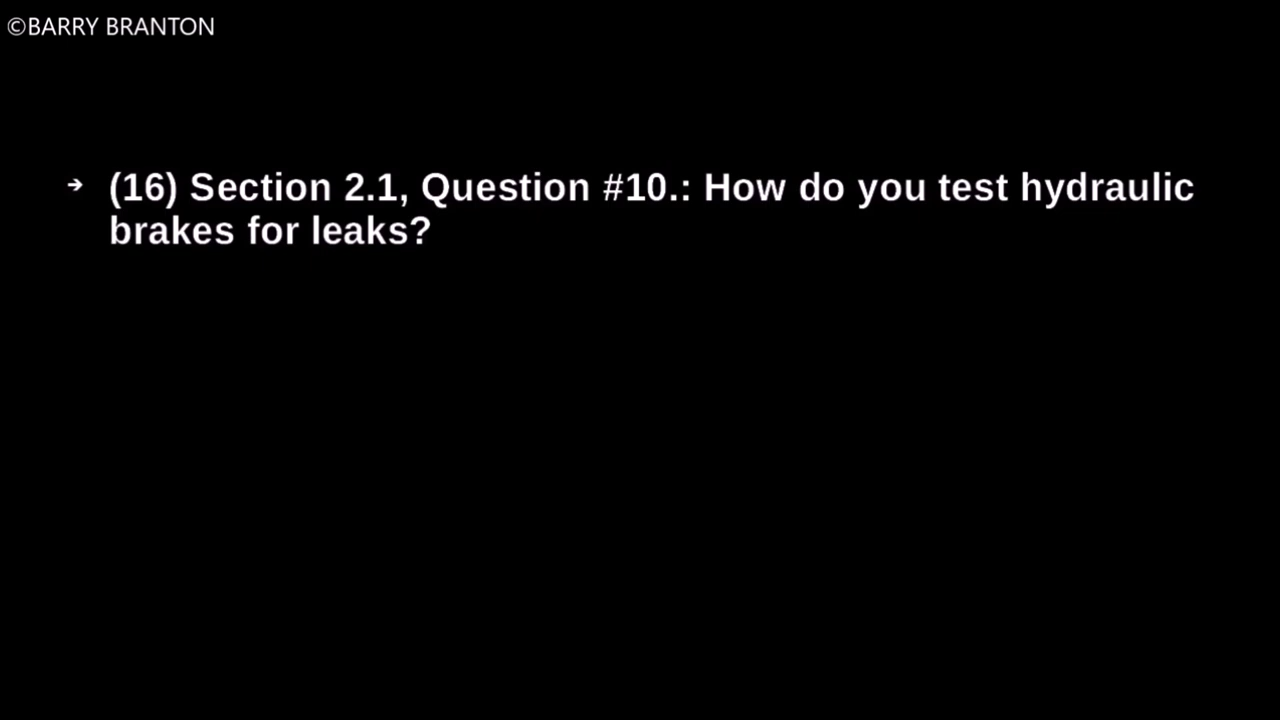 ©BARRY BRANTON
➔ (16) Section 2.1, Question #10.: How do you test hydraulic
brakes for leaks?